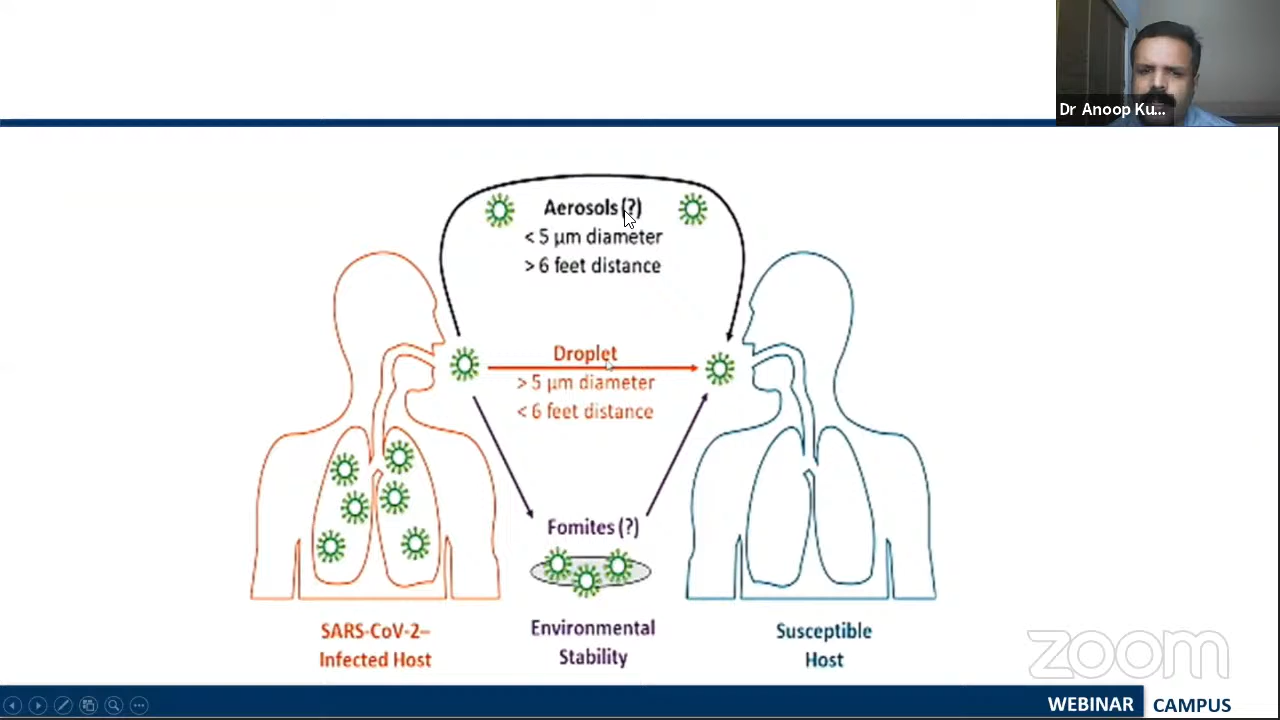 Dr Anoop Ku...
Aerosols (?)
< 5 µm diameter
> 6 feet distance
Droplet
> 5 µm diameter
< 6 feet distance
Fomites (?)
SARS-CoV-2–
Infected Host
Environmental
Stability
Susceptible
Host
zoom
WEBINAR CAMPUS